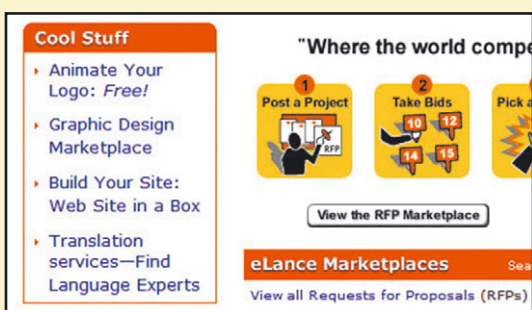 Cool Stuff
Animate Your
Logo: Free!
Graphic Design
Marketplace
Build Your Site:
Web Site in a Box
Translation
services—Find
Language Experts
"Where the world
1
Post a Project
RFP
2
Take Bids
10 12
14 15
Pick
View the RFP Marketplace
eLance Marketplaces
View all Requests for Proposals (RFPs)